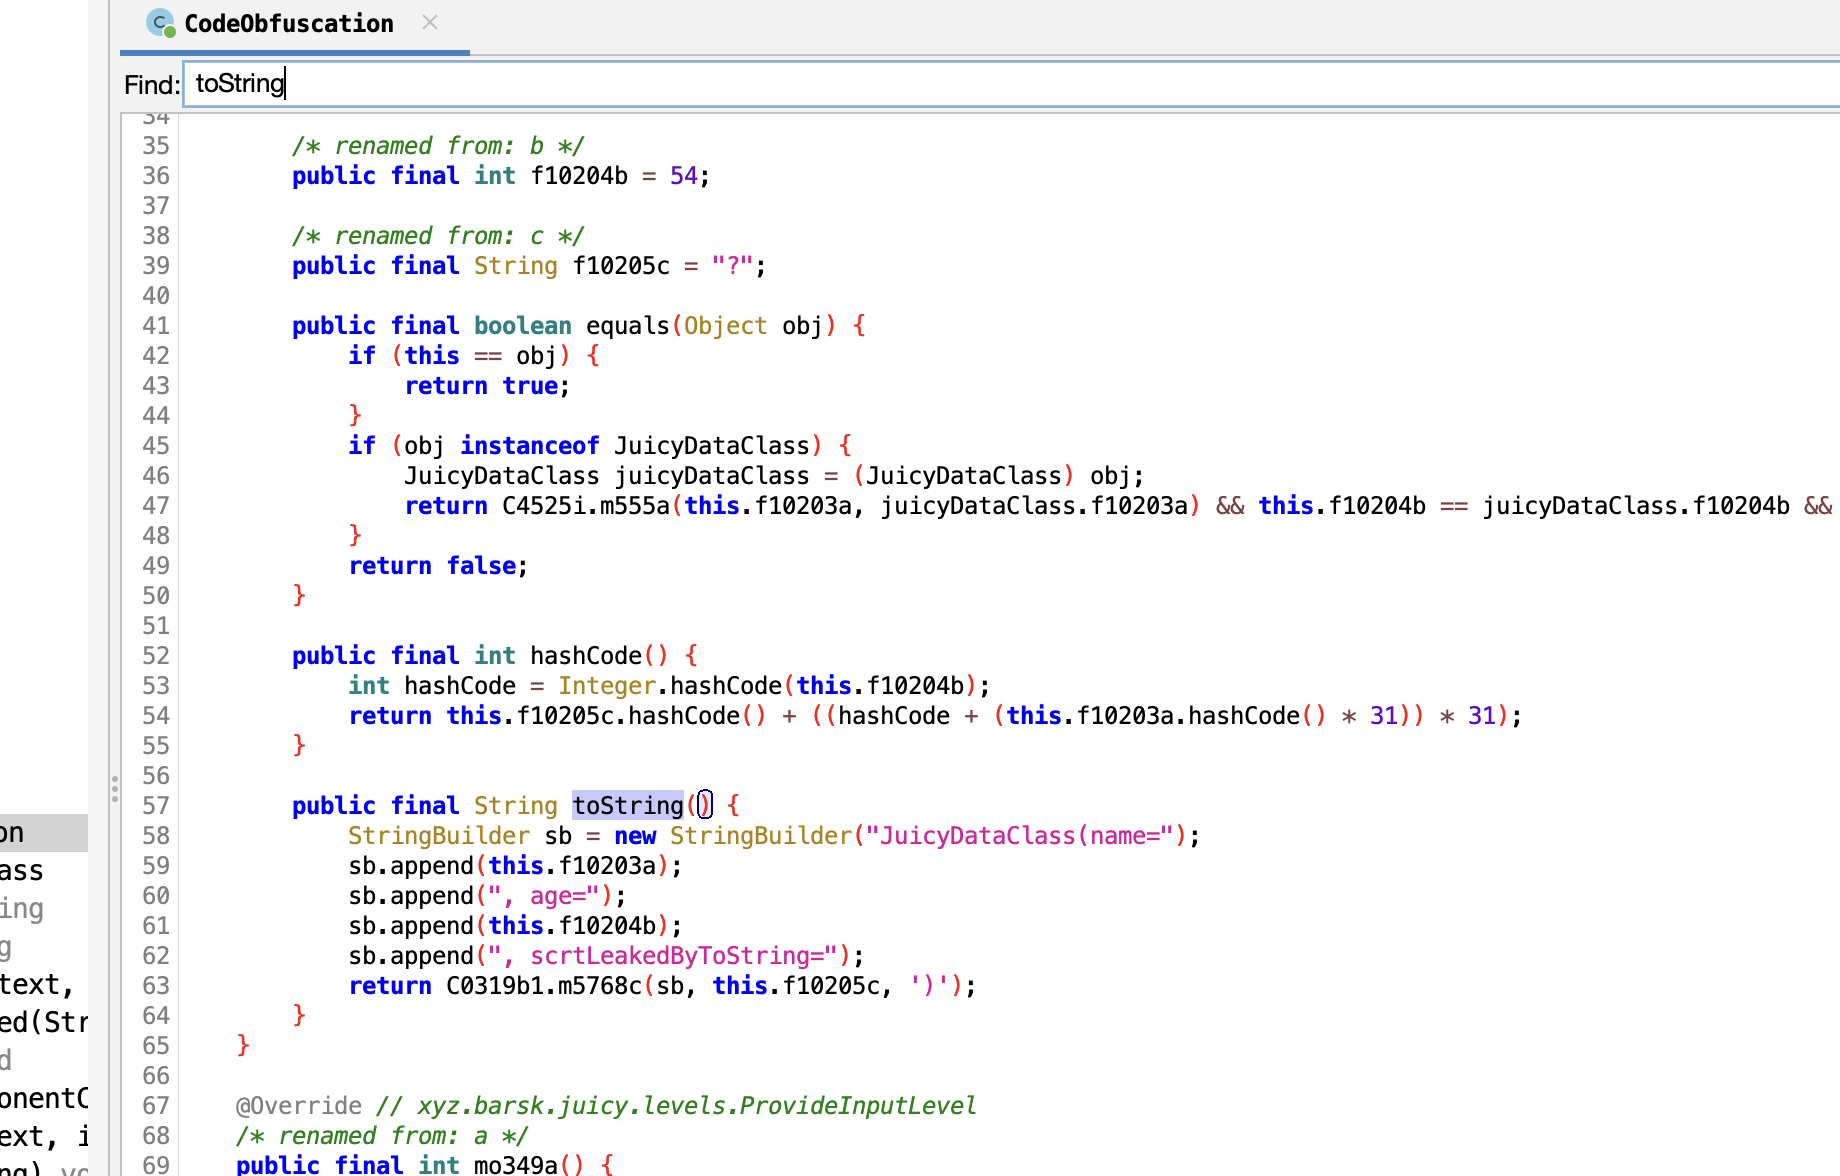 CodeObfuscation
Find: toString
34
35 /* renamed from: b */
36 public final int f10204b = 54;
37
38 /* renamed from: c */
39 public final String f10205c = "?";
40
41 public final boolean equals(Object obj) {
42 if (this == obj) {
43 return true;
44 }
45 if (obj instanceof JuicyDataClass) {
46 JuicyDataClass juicyDataClass = (JuicyDataClass) obj;
47 return C4525i.m555a(this.f10203a, juicyDataClass.f10203a) && this.f10204b == juicyDataClass.f10204b &&
48 }
49 return false;
50 }
51
52 public final int hashCode() {
53 int hashCode = Integer.hashCode(this.f10204b);
54 return this.f10205c.hashCode() + ((hashCode + (this.f10203a.hashCode() * 31)) * 31);
55 }
56
57 public final String toString() {
58 StringBuilder sb = new StringBuilder("JuicyDataClass(name=");
59 sb.append(this.f10203a);
60 sb.append(", age=");
61 sb.append(this.f10204b);
62 sb.append(", scrtLeakedByToString=");
63 return C0319b1.m5768c(sb, this.f10205c, ')');
64 }
65 }
66
67 @Override // xyz.barsk.juicy.levels.ProvideInputLevel
68 /* renamed from: a */
69 public final int mo349a() {
on
ass
ing
g
text,
ed(Str
d
onentC
ext, i